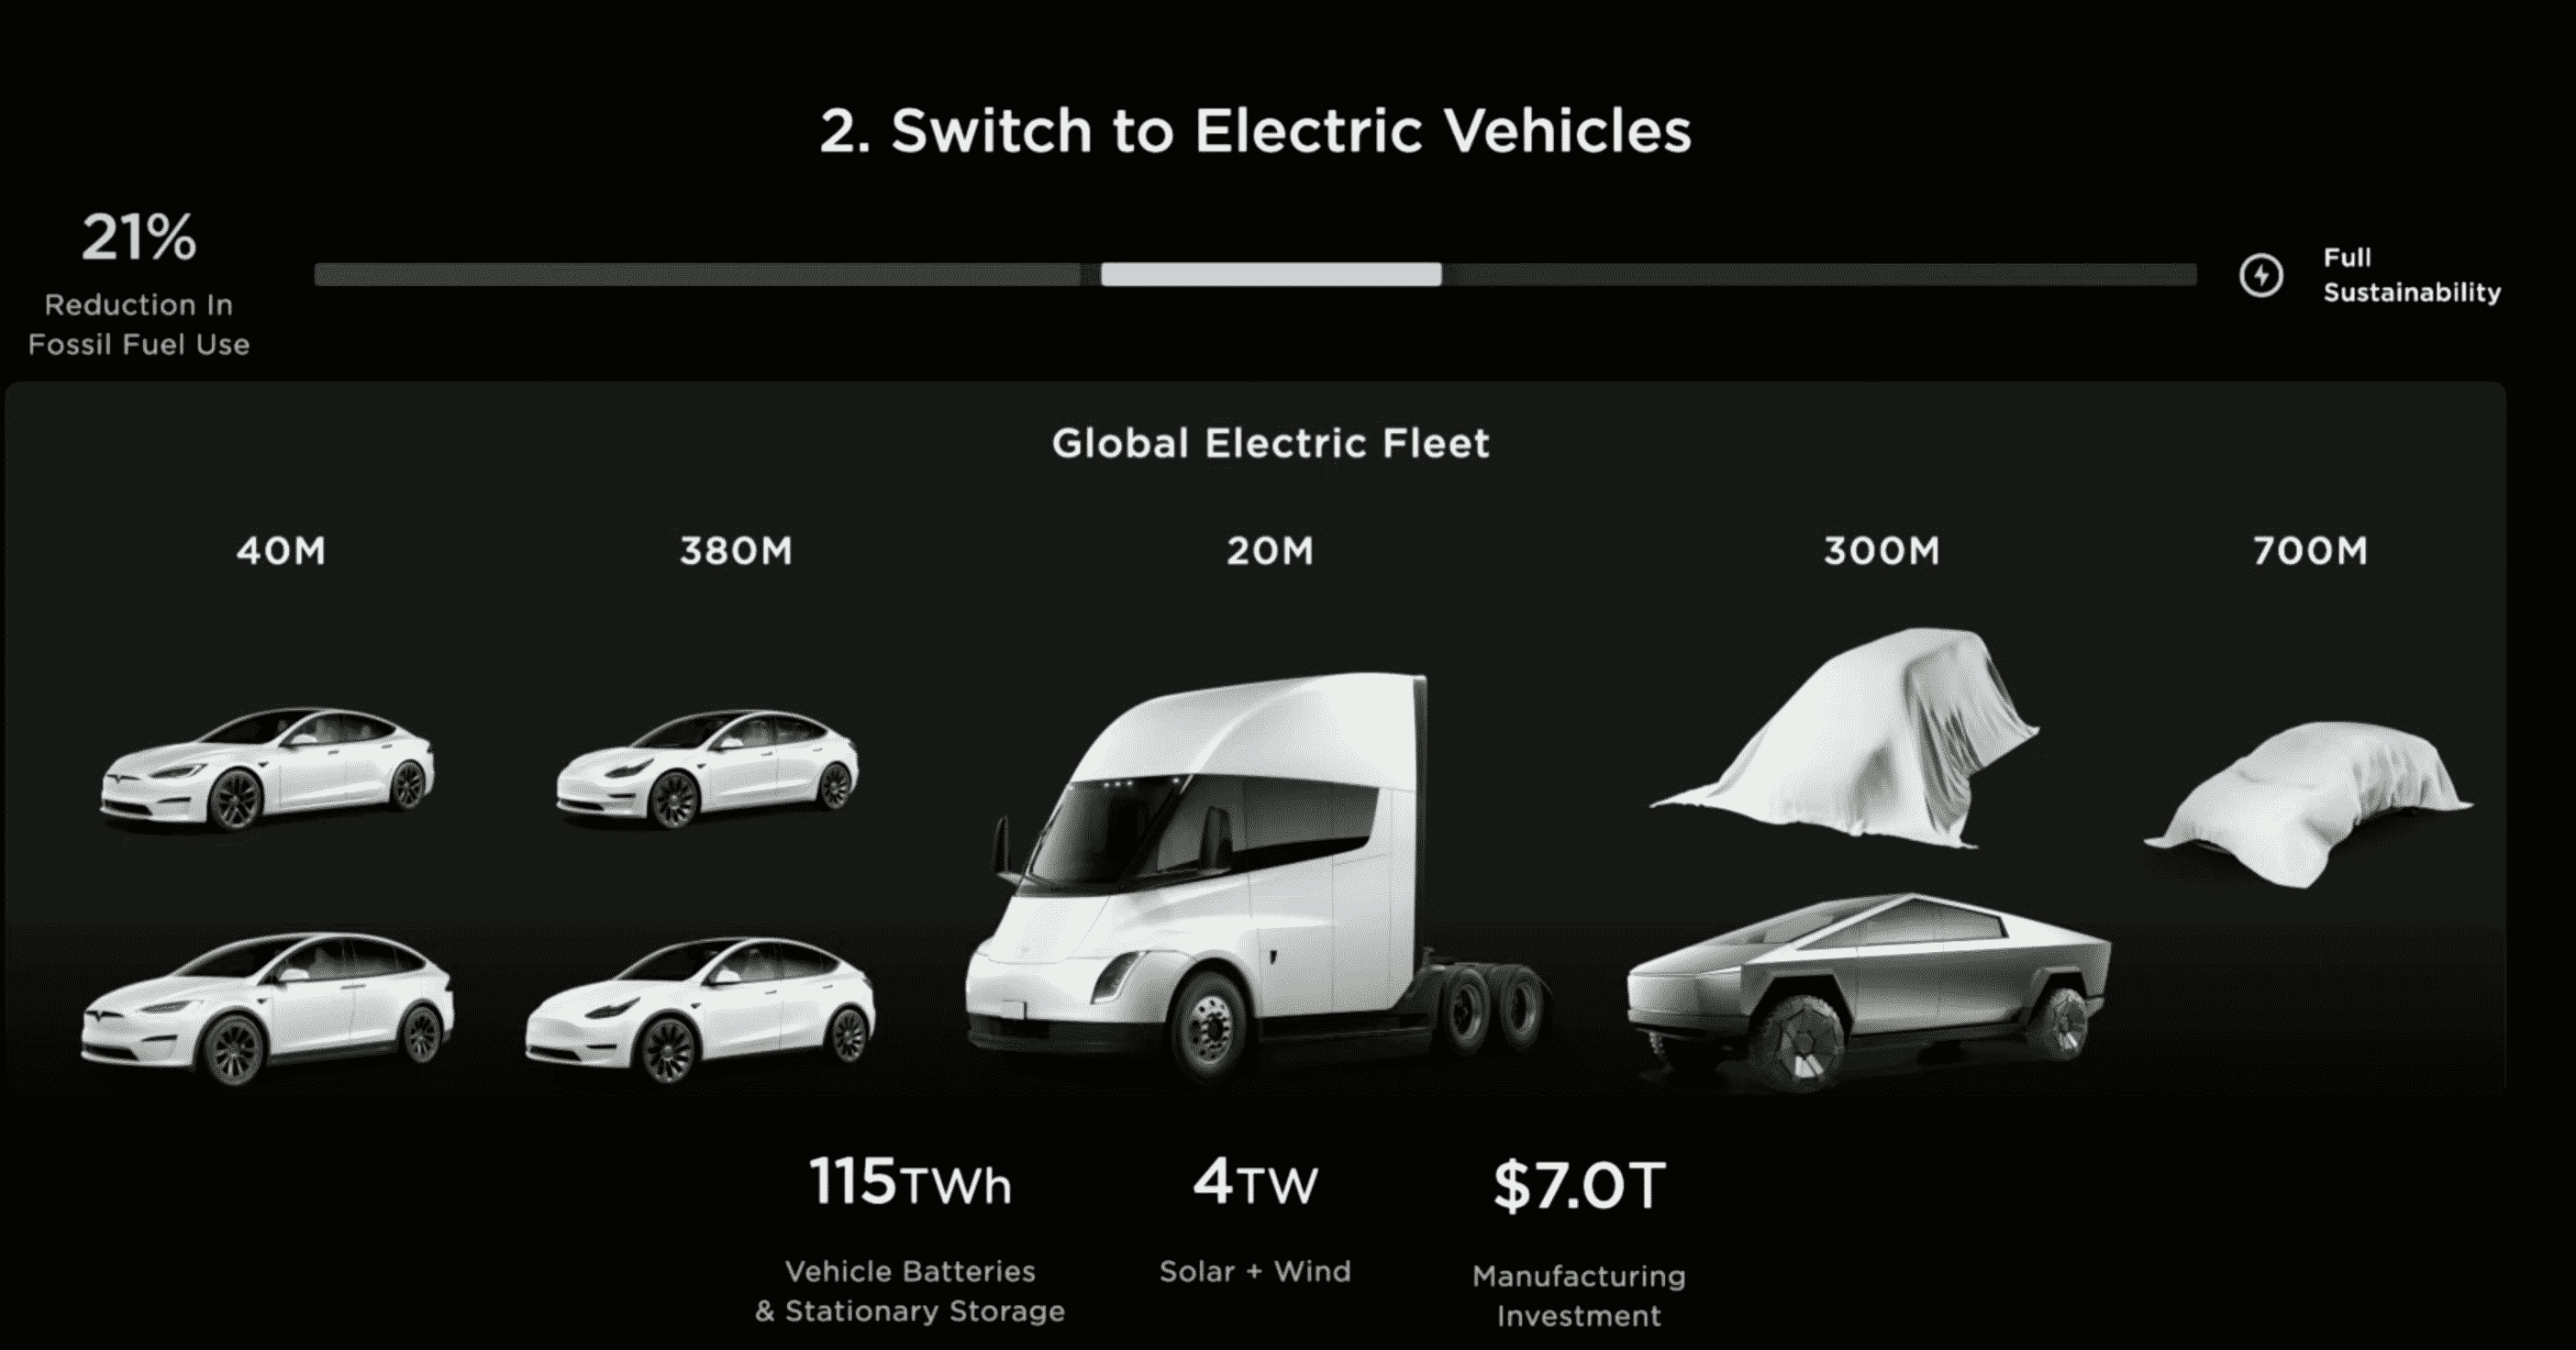 2. Switch to Electric Vehicles
21%
Reduction In
Fossil Fuel Use
Full
Sustainability
Global Electric Fleet
40M
380M
20M
300M
700M
115TWh
Vehicle Batteries
& Stationary Storage
4TW
Solar + Wind
$7.0T
Manufacturing
Investment